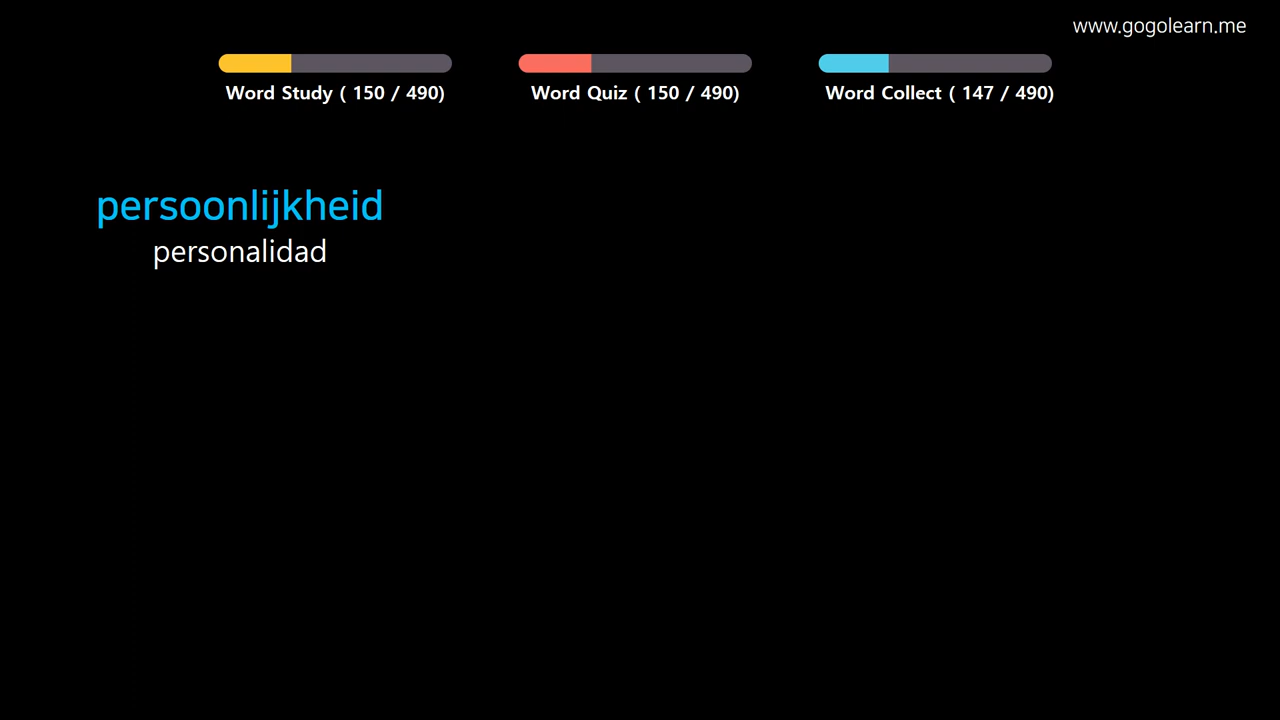 www.gogolearn.me
Word Study ( 150 / 490)
Word Quiz ( 150 / 490)
Word Collect ( 147 / 490)
persoonlijkheid
personalidad